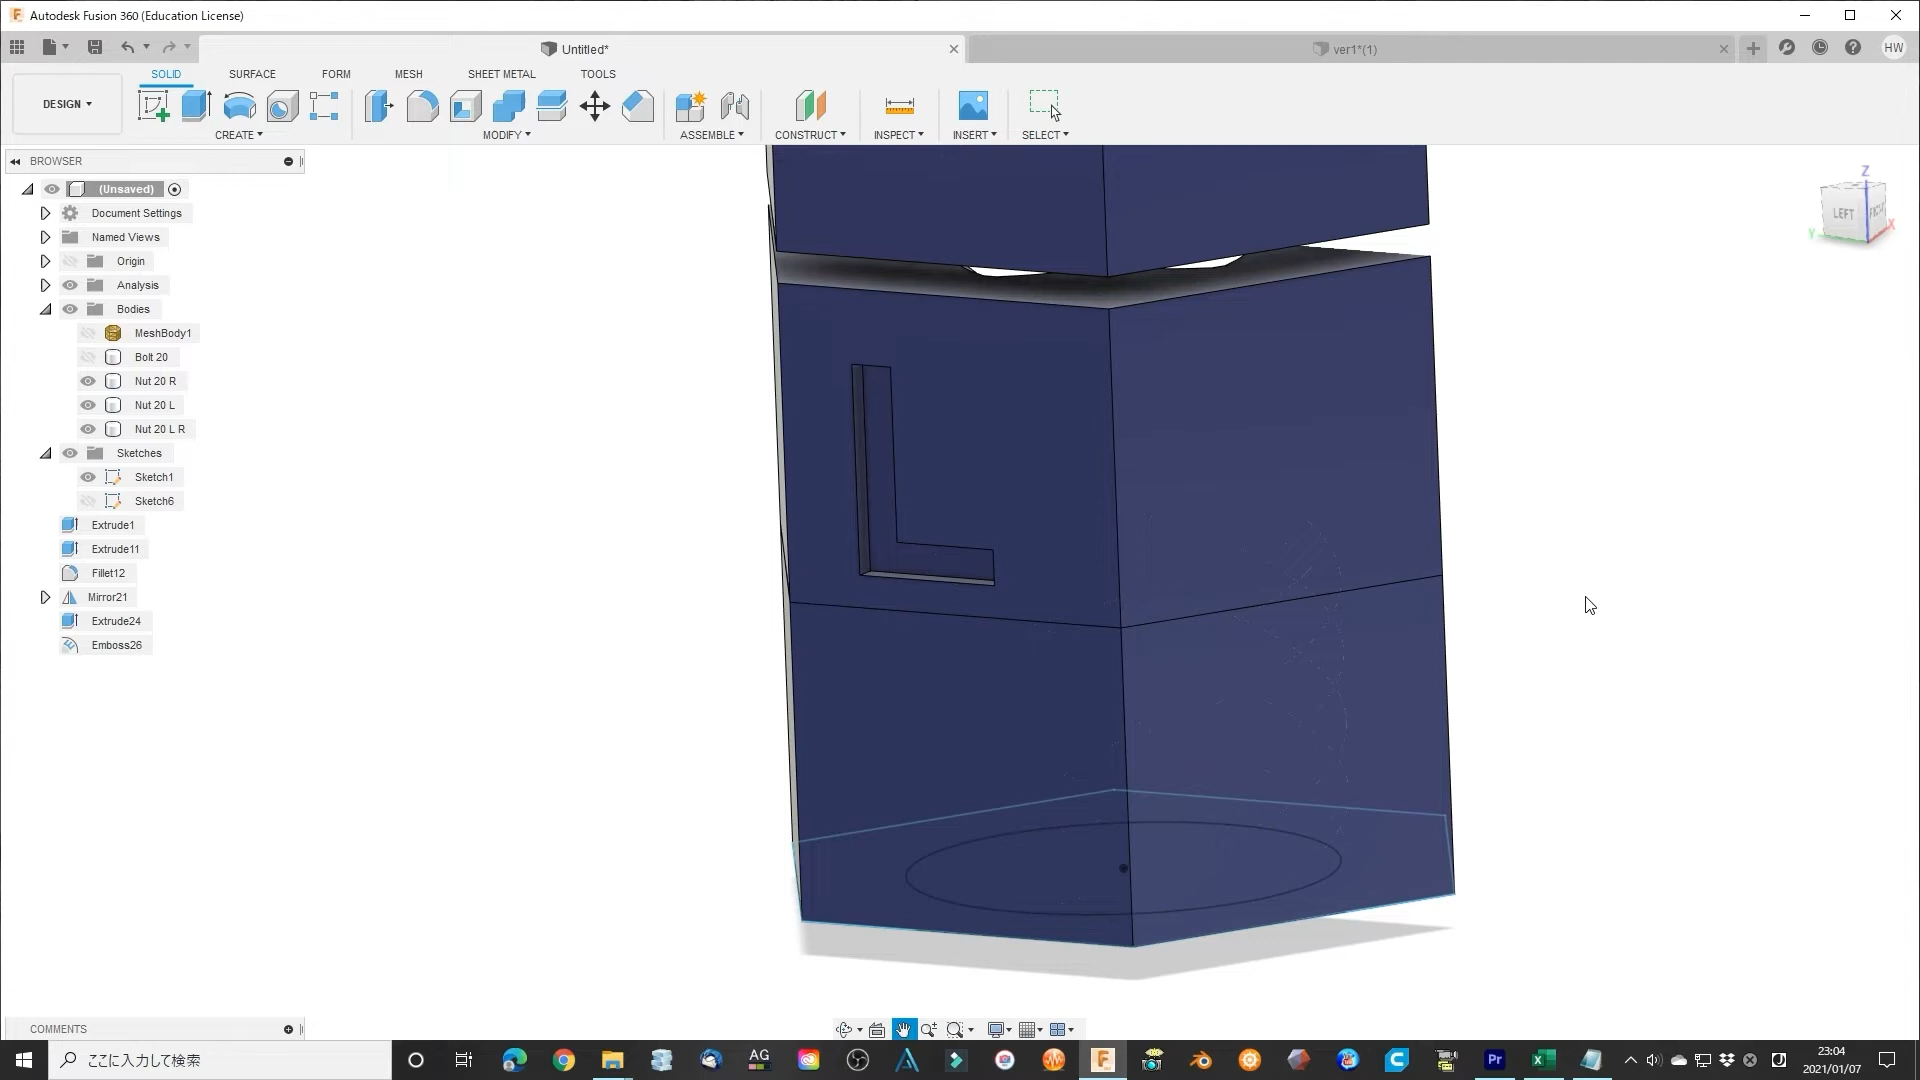 Autodesk Fusion 360 (Education License)
Untitled*
ver1*(1)
HW
SOLID SURFACE FORM MESH SHEET METAL TOOLS
DESIGN
CREATE MODIFY ASSEMBLE CONSTRUCT INSPECT INSERT SELECT
BROWSER
(Unsaved)
Document Settings
Named Views
Origin
Analysis
Bodies
MeshBody1
Bolt 20
Nut 20 R
Nut 20 L
Nut 20 L R
Sketches
Sketch1
Sketch6
Extrude1
Extrude11
Fillet12
Mirror21
Extrude24
Emboss26
Z
LEFT
Y
X
L
COMMENTS
ここに入力して検索
AG
F
Pr
23:04
2021/01/07